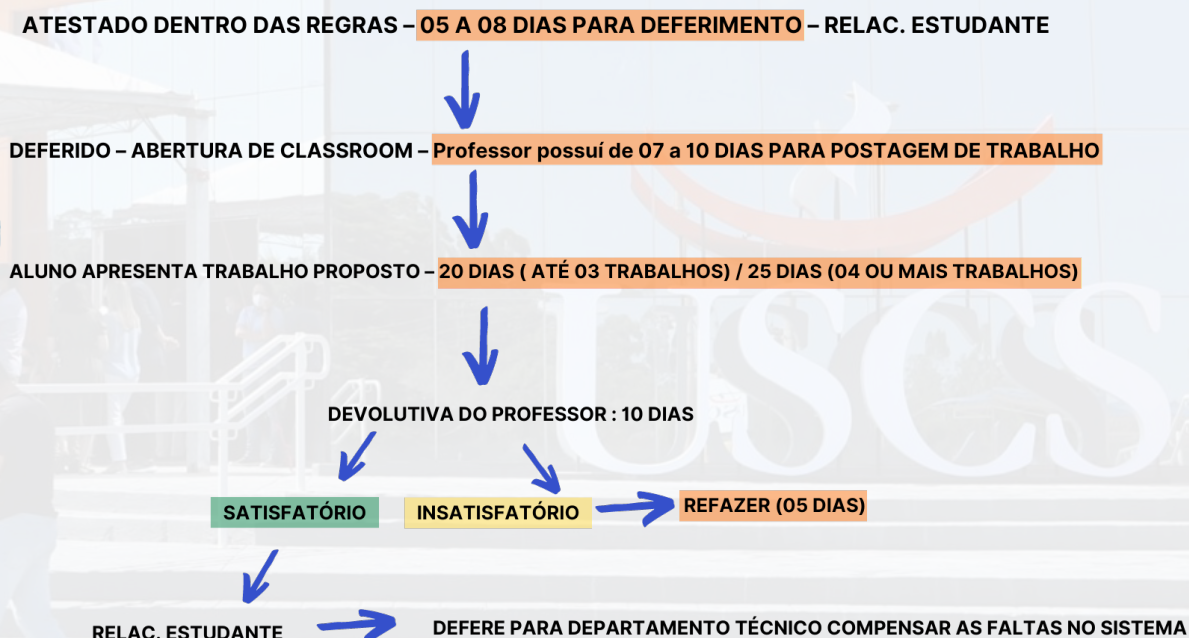 ATESTADO DENTRO DAS REGRAS – 05 A 08 DIAS PARA DEFERIMENTO – RELAC. ESTUDANTE
DEFERIDO – ABERTURA DE CLASSROOM – Professor possuí de 07 a 10 DIAS PARA POSTAGEM DE TRABALHO
ALUNO APRESENTA TRABALHO PROPOSTO – 20 DIAS ( ATÉ 03 TRABALHOS) / 25 DIAS (04 OU MAIS TRABALHOS)
USCS
DEVOLUTIVA DO PROFESSOR : 10 DIAS
SATISFATÓRIO INSATISFATÓRIO REFAZER (05 DIAS)
RELAC. ESTUDANTE DEFERE PARA DEPARTAMENTO TÉCNICO COMPENSAR AS FALTAS NO SISTEMA